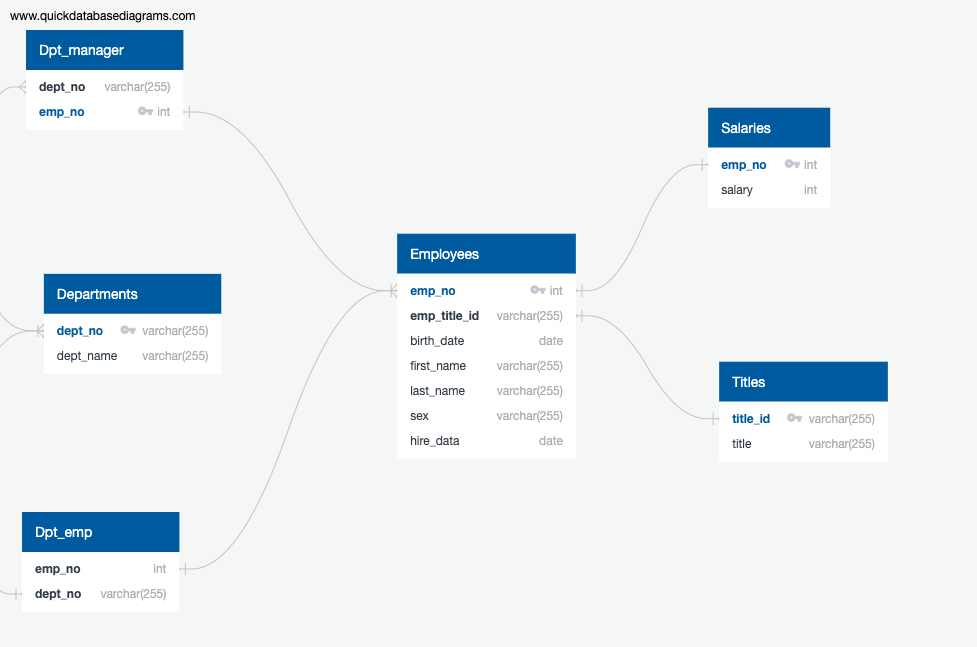 www.quickdatabasediagrams.com
Dpt_manager
dept_no varchar(255)
emp_no int
Salaries
emp_no int
salary int
Employees
emp_no int
emp_title_id varchar(255)
birth_date date
first_name varchar(255)
last_name varchar(255)
sex varchar(255)
hire_data date
Departments
dept_no varchar(255)
dept_name varchar(255)
Titles
title_id varchar(255)
title varchar(255)
Dpt_emp
emp_no int
dept_no varchar(255)